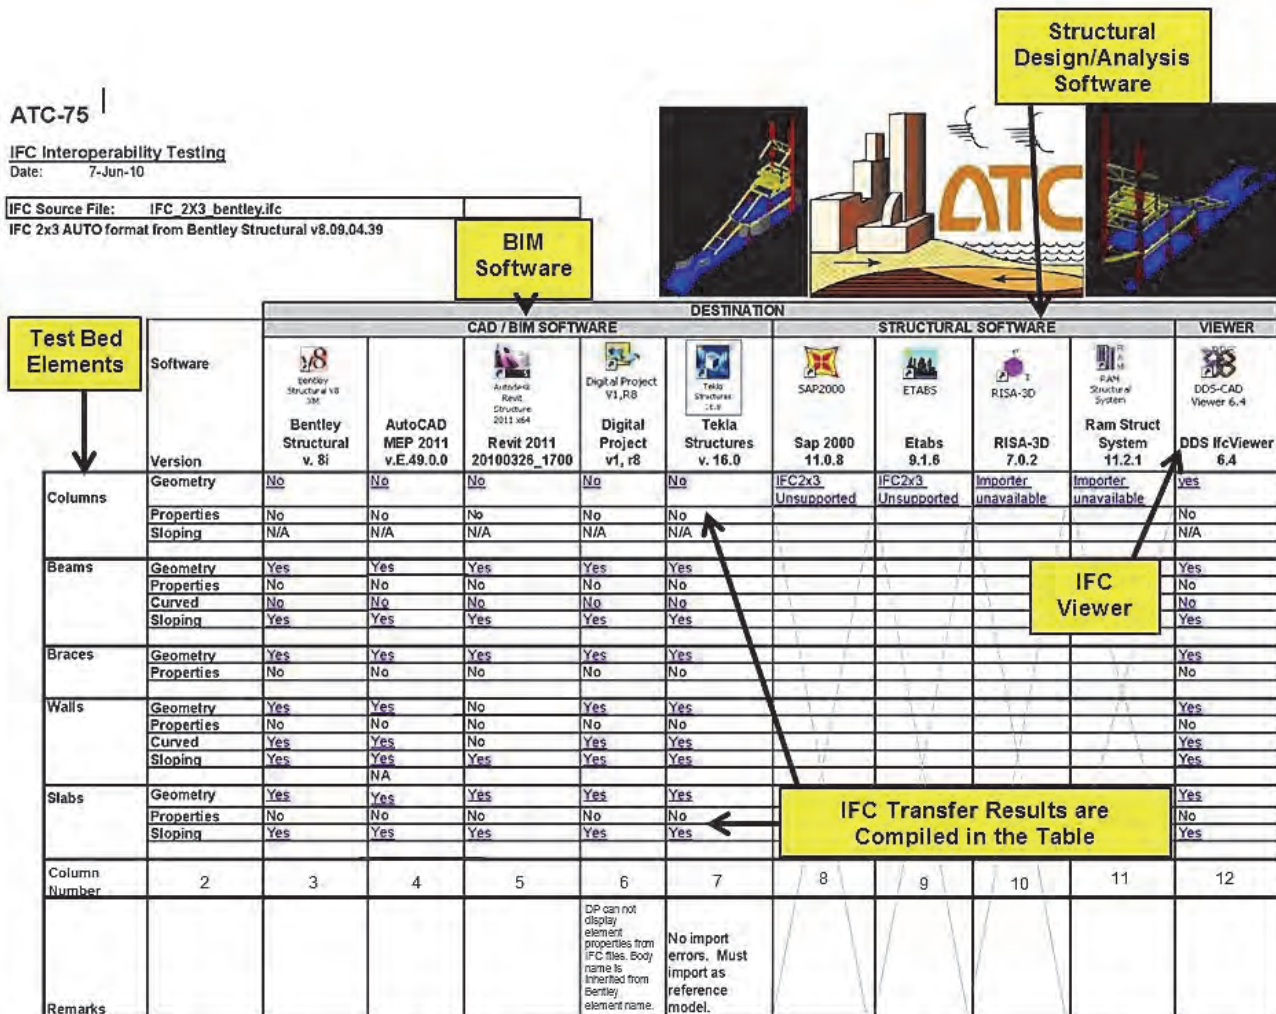 Structural
Design/Analysis
Software
ATC-75
IFC Interoperability Testing
Date: 7-Jun-10
IFC Source File: IFC_2X3_bentley.ifc
IFC 2x3 AUTO format from Bentley Structural v8.09.04.39
ATC
BIM
Software
Test Bed
Elements
DESTINATION
CAD / BIM SOFTWARE STRUCTURAL SOFTWARE VIEWER
Software
Bentley Structural V8 Autodesk Revit Structure 2011 x64 Digital Project V1,R8 Tekla Structures SAP2000 ETABS RISA-3D RAM Structural System DDS-CAD Viewer 6.4
Version
Bentley Structural v. 8i
AutoCAD MEP 2011 v.E.49.0.0
Revit 2011 20100326_1700
Digital Project v1, r8
Tekla Structures v. 16.0
Sap 2000 11.0.8
Etabs 9.1.6
RISA-3D 7.0.2
Ram Struct System 11.2.1
DDS IfcViewer 6.4
Columns Geometry No No No No No IFC2x3 Unsupported IFC2x3 Unsupported Importer unavailable Importer unavailable yes
Properties No No No No No No
Sloping N/A N/A N/A N/A N/A N/A
Beams Geometry Yes Yes Yes Yes Yes Yes
Properties No No No No No No
Curved No No No No No No
Sloping Yes Yes Yes Yes Yes Yes
IFC
Viewer
Braces Geometry Yes Yes Yes Yes Yes Yes
Properties No No No No No No
Walls Geometry Yes Yes No Yes Yes Yes
Properties No No No No No No
Curved Yes Yes No Yes Yes Yes
Sloping Yes Yes Yes Yes Yes Yes
NA
Slabs Geometry Yes Yes Yes Yes Yes Yes
Properties No No No No No No
Sloping Yes Yes Yes Yes Yes Yes
IFC Transfer Results are
Compiled in the Table
Column Number 2 3 4 5 6 7 8 9 10 11 12
Remarks
DP can not
display
element
properties from
IFC files. Body
name is
inherited from
Bentley
element name.
No import
errors. Must
import as
reference
model.